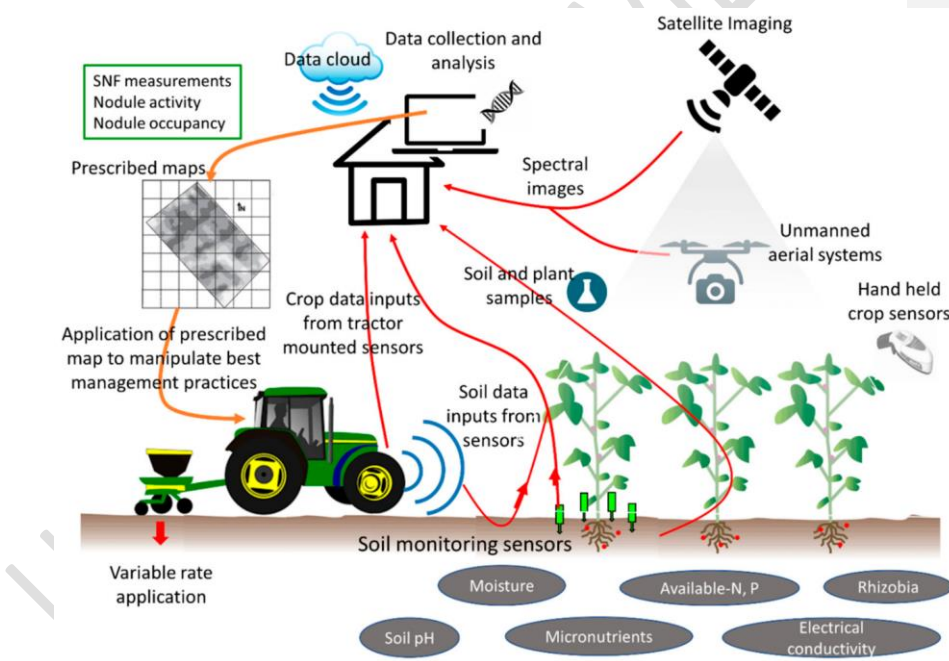 Satellite Imaging
Data collection and
analysis
Data cloud
SNF measurements
Nodule activity
Nodule occupancy
Prescribed maps
N
Spectral
images
Unmanned
aerial systems
Soil and plant
samples
Hand held
crop sensors
Crop data inputs
from tractor
mounted sensors
Application of prescribed
map to manipulate best
management practices
Soil data
inputs from
sensors
Soil monitoring sensors
Variable rate
application
Moisture
Available-N, P
Rhizobia
Soil pH
Micronutrients
Electrical
conductivity